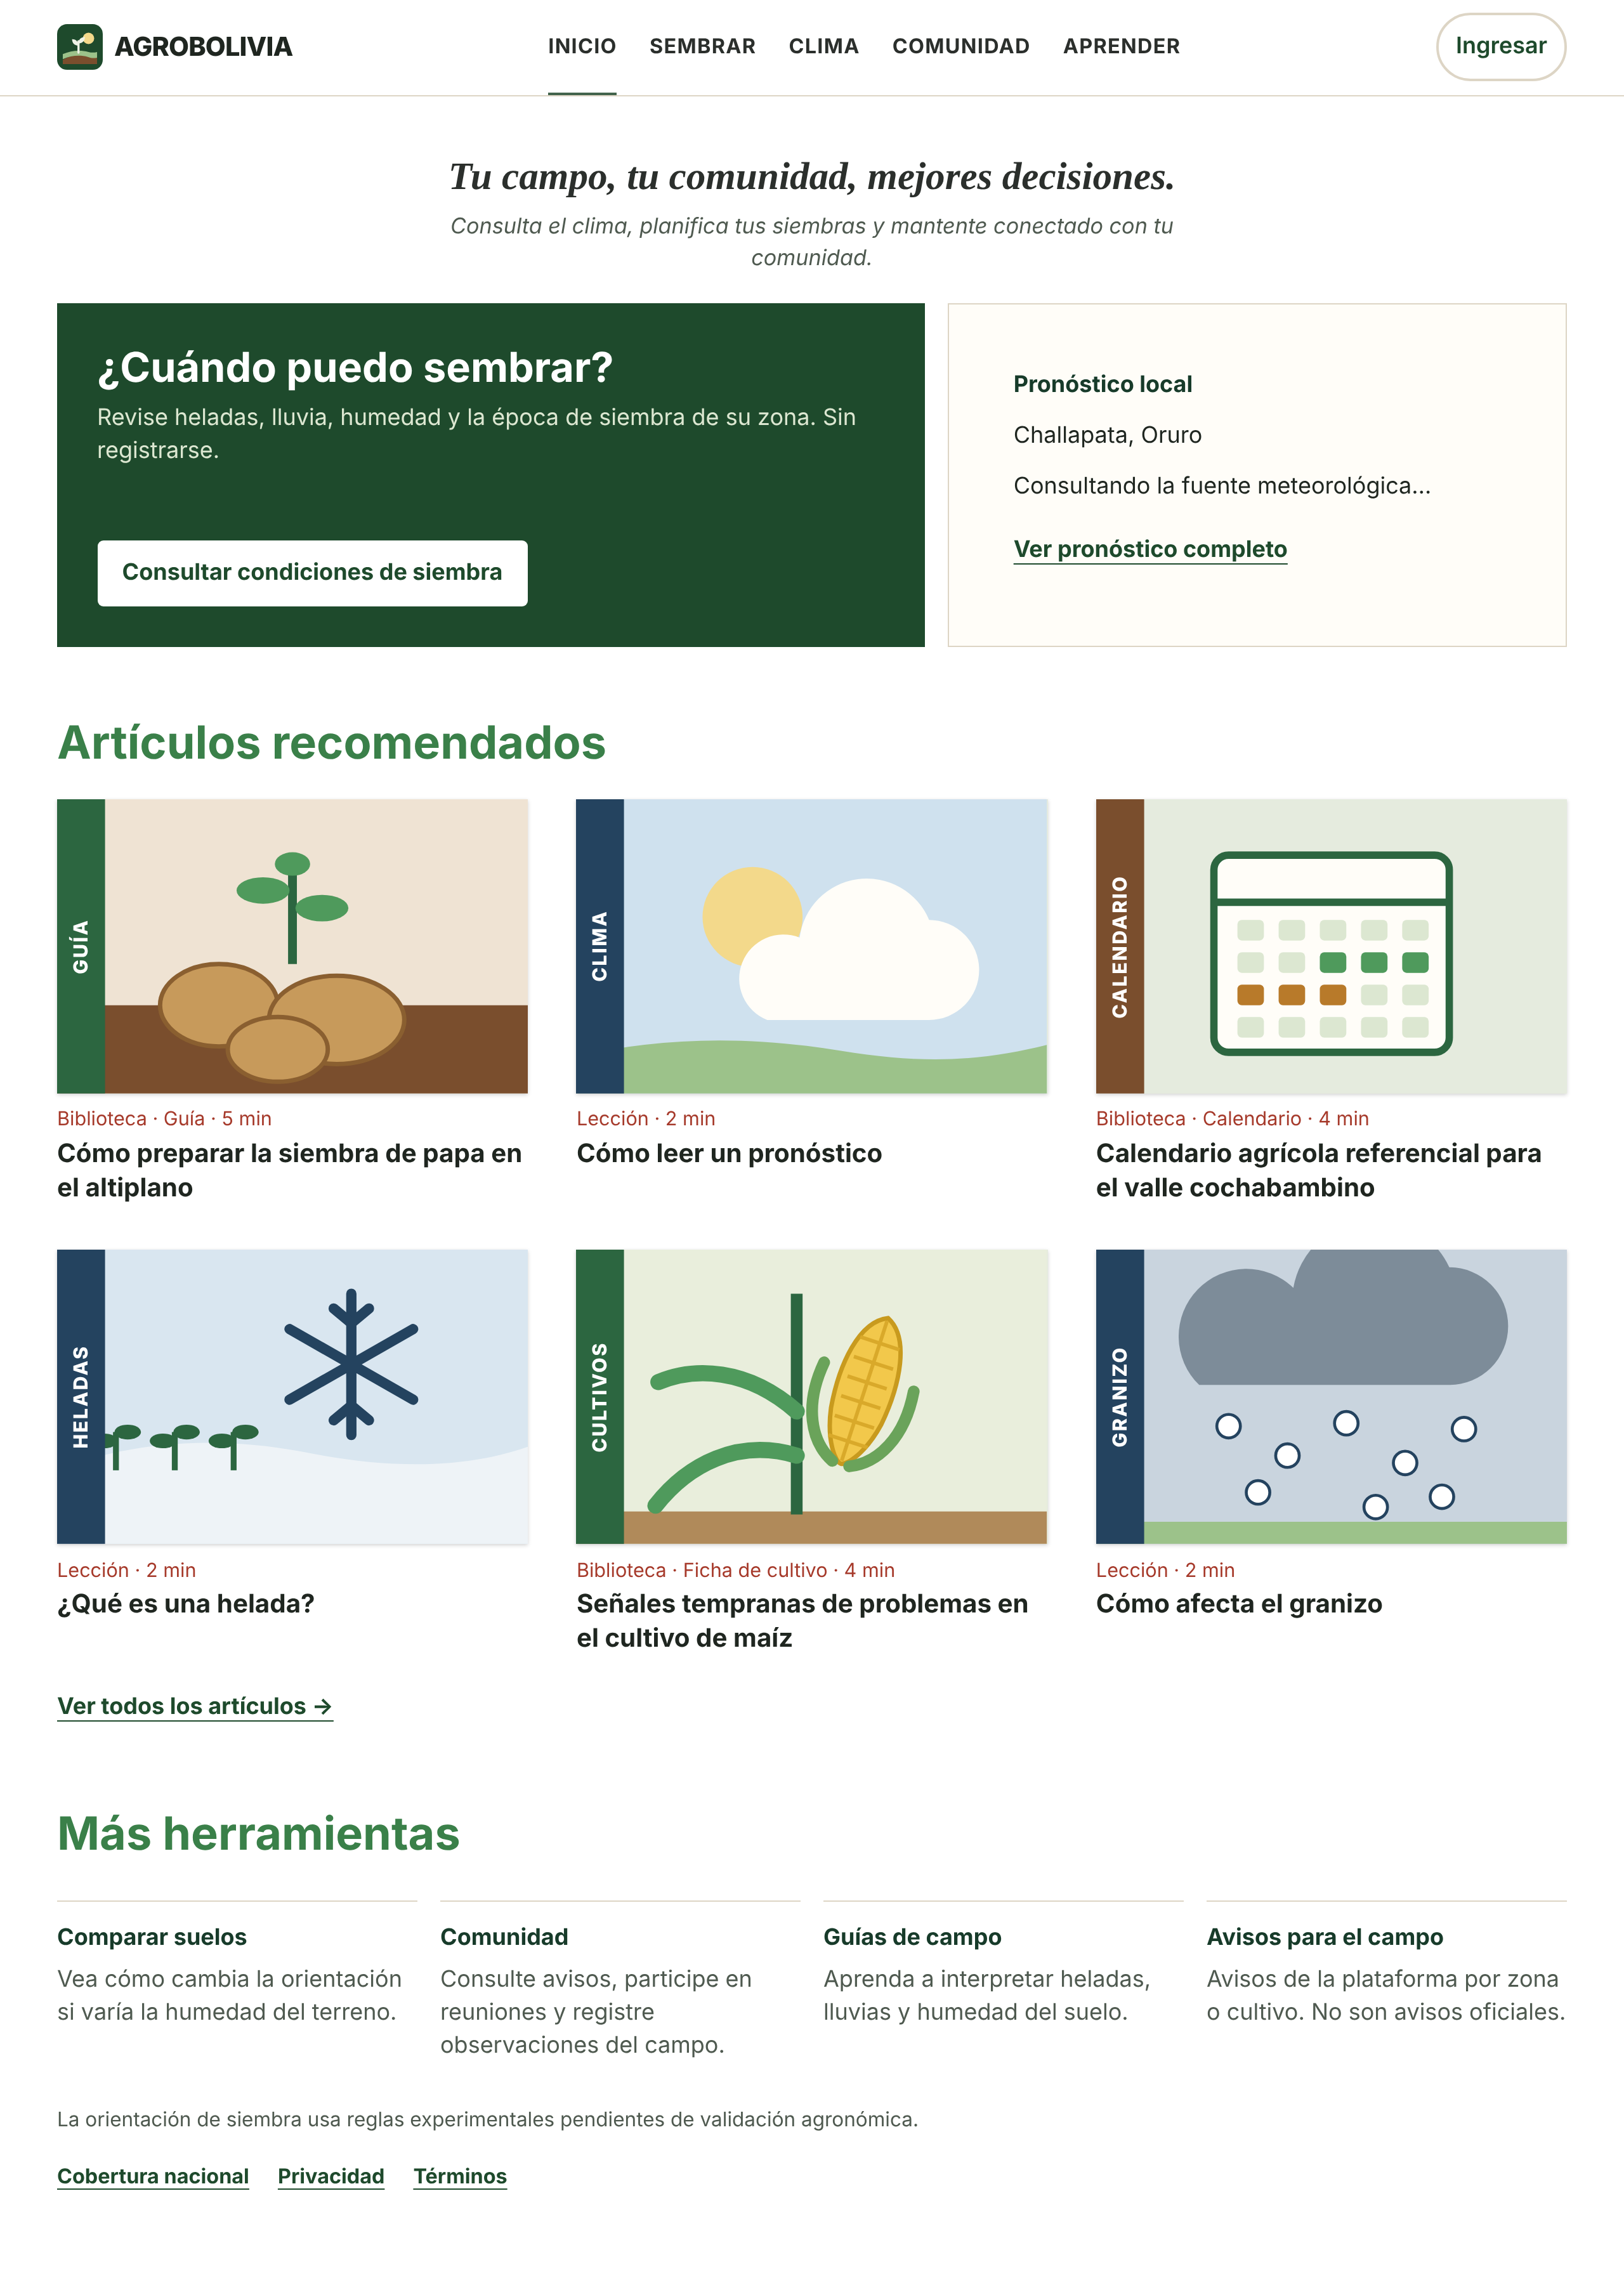 AGROBOLIVIA
INICIO SEMBRAR CLIMA COMUNIDAD APRENDER
Ingresar
Tu campo, tu comunidad, mejores decisiones.
Consulta el clima, planifica tus siembras y mantente conectado con tu
comunidad.
¿Cuándo puedo sembrar?
Revise heladas, lluvia, humedad y la época de siembra de su zona. Sin
registrarse.
Consultar condiciones de siembra
Pronóstico local
Challapata, Oruro
Consultando la fuente meteorológica...
Ver pronóstico completo
Artículos recomendados
GUÍA
Biblioteca · Guía · 5 min
Cómo preparar la siembra de papa en
el altiplano
CLIMA
Lección · 2 min
Cómo leer un pronóstico
CALENDARIO
Biblioteca · Calendario · 4 min
Calendario agrícola referencial para
el valle cochabambino
HELADAS
Lección · 2 min
¿Qué es una helada?
CULTIVOS
Biblioteca · Ficha de cultivo · 4 min
Señales tempranas de problemas en
el cultivo de maíz
GRANIZO
Lección · 2 min
Cómo afecta el granizo
Ver todos los artículos →
Más herramientas
Comparar suelos
Vea cómo cambia la orientación
si varía la humedad del terreno.
Comunidad
Consulte avisos, participe en
reuniones y registre
observaciones del campo.
Guías de campo
Aprenda a interpretar heladas,
lluvias y humedad del suelo.
Avisos para el campo
Avisos de la plataforma por zona
o cultivo. No son avisos oficiales.
La orientación de siembra usa reglas experimentales pendientes de validación agronómica.
Cobertura nacional Privacidad Términos